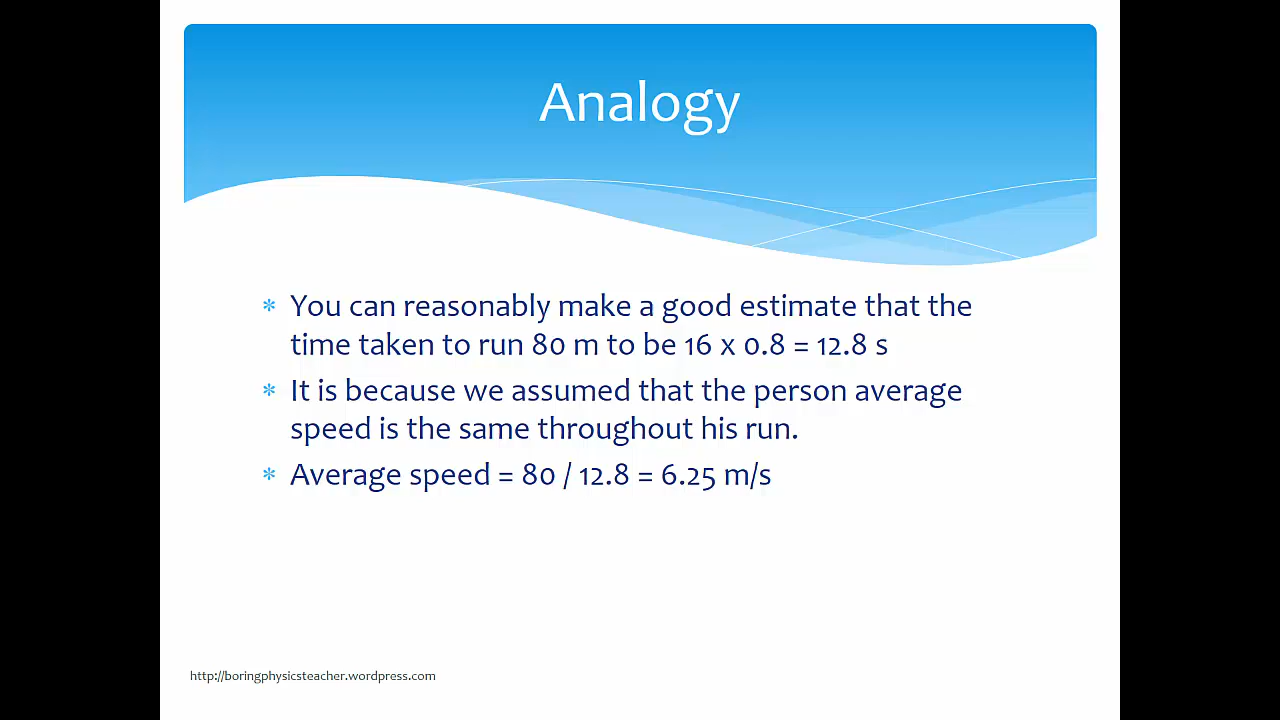 Analogy
* You can reasonably make a good estimate that the
time taken to run 80 m to be 16 x 0.8 = 12.8 s
* It is because we assumed that the person average
speed is the same throughout his run.
* Average speed = 80 / 12.8 = 6.25 m/s
http://boringphysicsteacher.wordpress.com